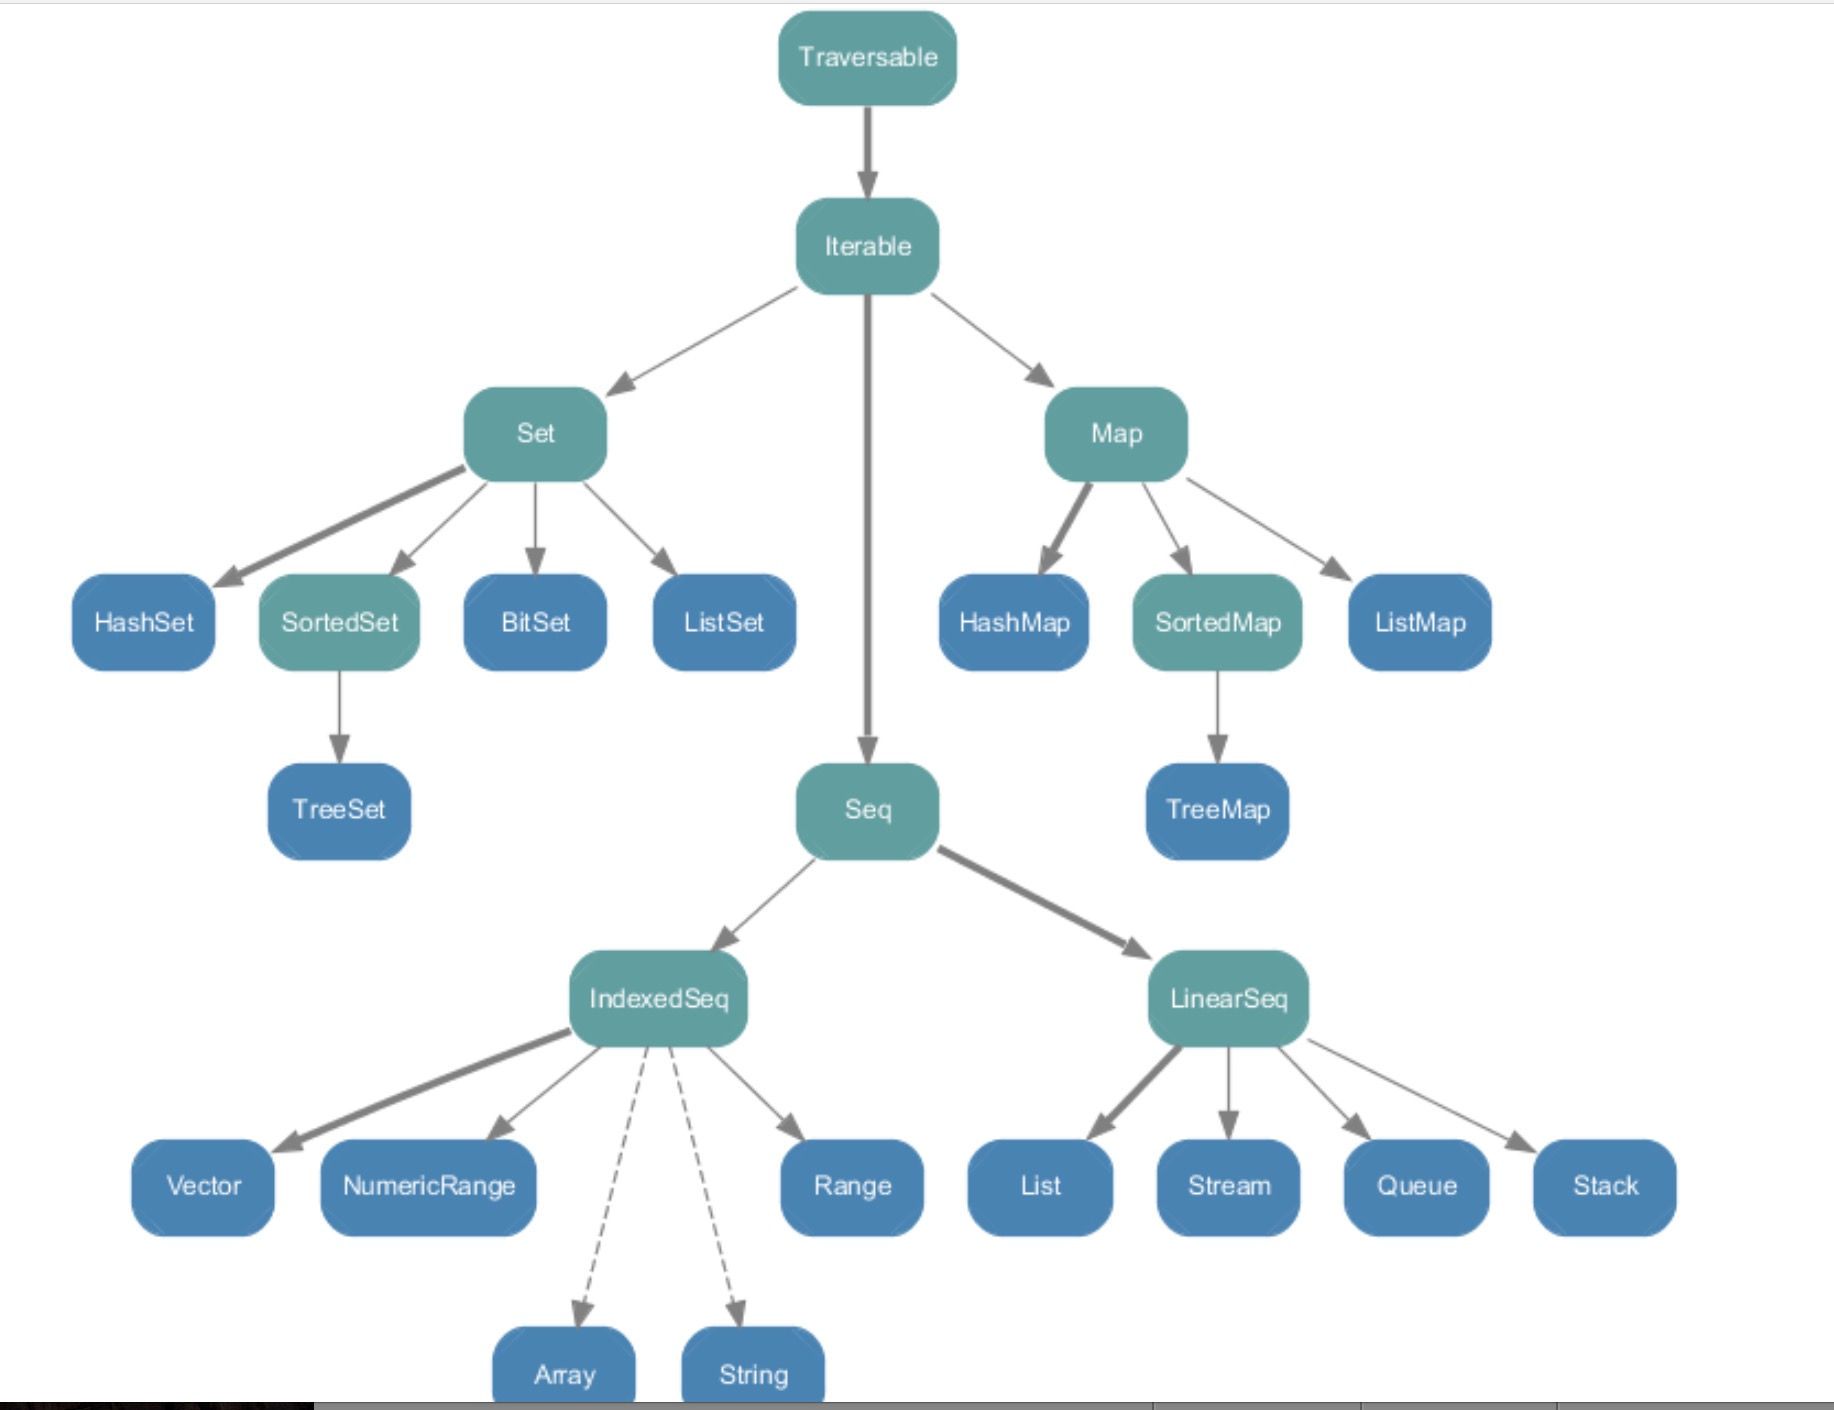 Traversable
Iterable
Set
Map
HashSet
SortedSet
BitSet
ListSet
HashMap
SortedMap
ListMap
TreeSet
Seq
TreeMap
IndexedSeq
LinearSeq
Vector
NumericRange
Range
List
Stream
Queue
Stack
Array
String